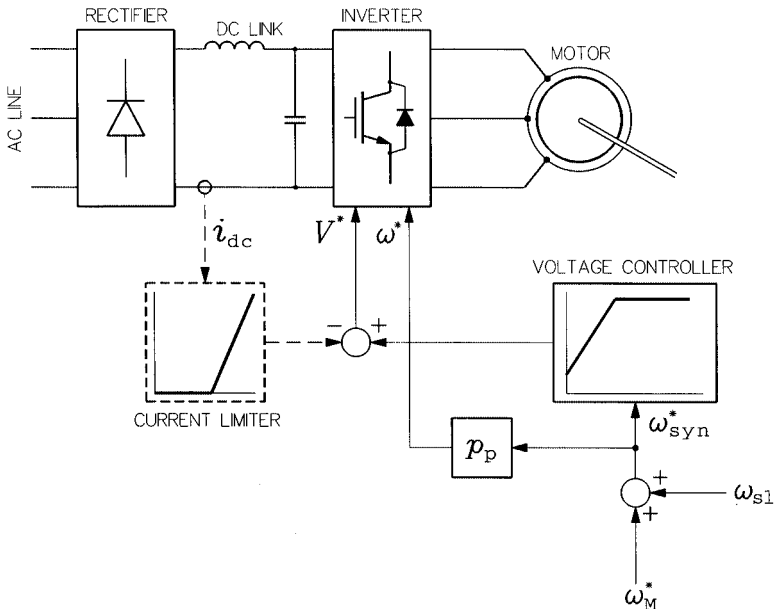 RECTIFIER
DC LINK
INVERTER
MOTOR
AC LINE
i_dc
V*
ω*
VOLTAGE CONTROLLER
−
+
CURRENT LIMITER
ω*_syn
p_p
+
ω_sl
+
ω*_M